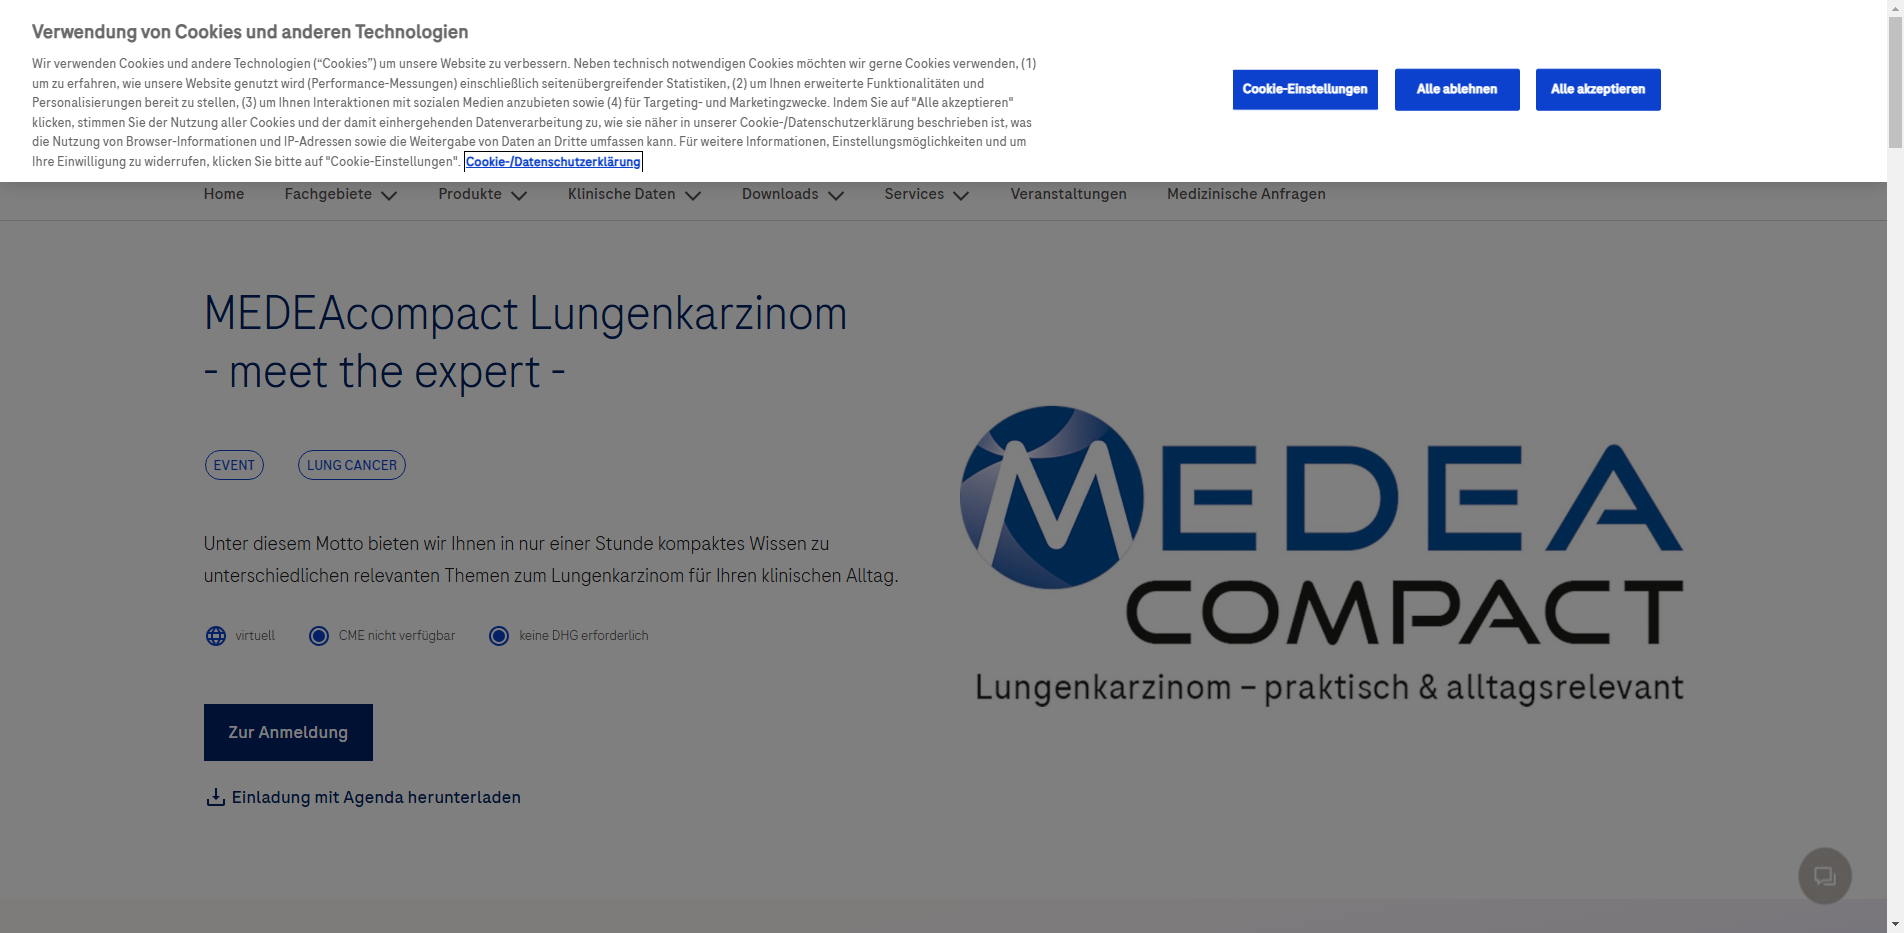 Verwendung von Cookies und anderen Technologien
Wir verwenden Cookies und andere Technologien (“Cookies”) um unsere Website zu verbessern. Neben technisch notwendigen Cookies möchten wir gerne Cookies verwenden, (1)
um zu erfahren, wie unsere Website genutzt wird (Performance-Messungen) einschließlich seitenübergreifender Statistiken, (2) um Ihnen erweiterte Funktionalitäten und
Personalisierungen bereit zu stellen, (3) um Ihnen Interaktionen mit sozialen Medien anzubieten sowie (4) für Targeting- und Marketingzwecke. Indem Sie auf "Alle akzeptieren"
klicken, stimmen Sie der Nutzung aller Cookies und der damit einhergehenden Datenverarbeitung zu, wie sie näher in unserer Cookie-/Datenschutzerklärung beschrieben ist, was
die Nutzung von Browser-Informationen und IP-Adressen sowie die Weitergabe von Daten an Dritte umfassen kann. Für weitere Informationen, Einstellungsmöglichkeiten und um
Ihre Einwilligung zu widerrufen, klicken Sie bitte auf "Cookie-Einstellungen". Cookie-/Datenschutzerklärung
Cookie-Einstellungen
Alle ablehnen
Alle akzeptieren
Home Fachgebiete Produkte Klinische Daten Downloads Services Veranstaltungen Medizinische Anfragen
MEDEAcompact Lungenkarzinom
- meet the expert -
EVENT
LUNG CANCER
Unter diesem Motto bieten wir Ihnen in nur einer Stunde kompaktes Wissen zu
unterschiedlichen relevanten Themen zum Lungenkarzinom für Ihren klinischen Alltag.
virtuell
CME nicht verfügbar
keine DHG erforderlich
Zur Anmeldung
Einladung mit Agenda herunterladen
MEDEA
COMPACT
Lungenkarzinom – praktisch & alltagsrelevant